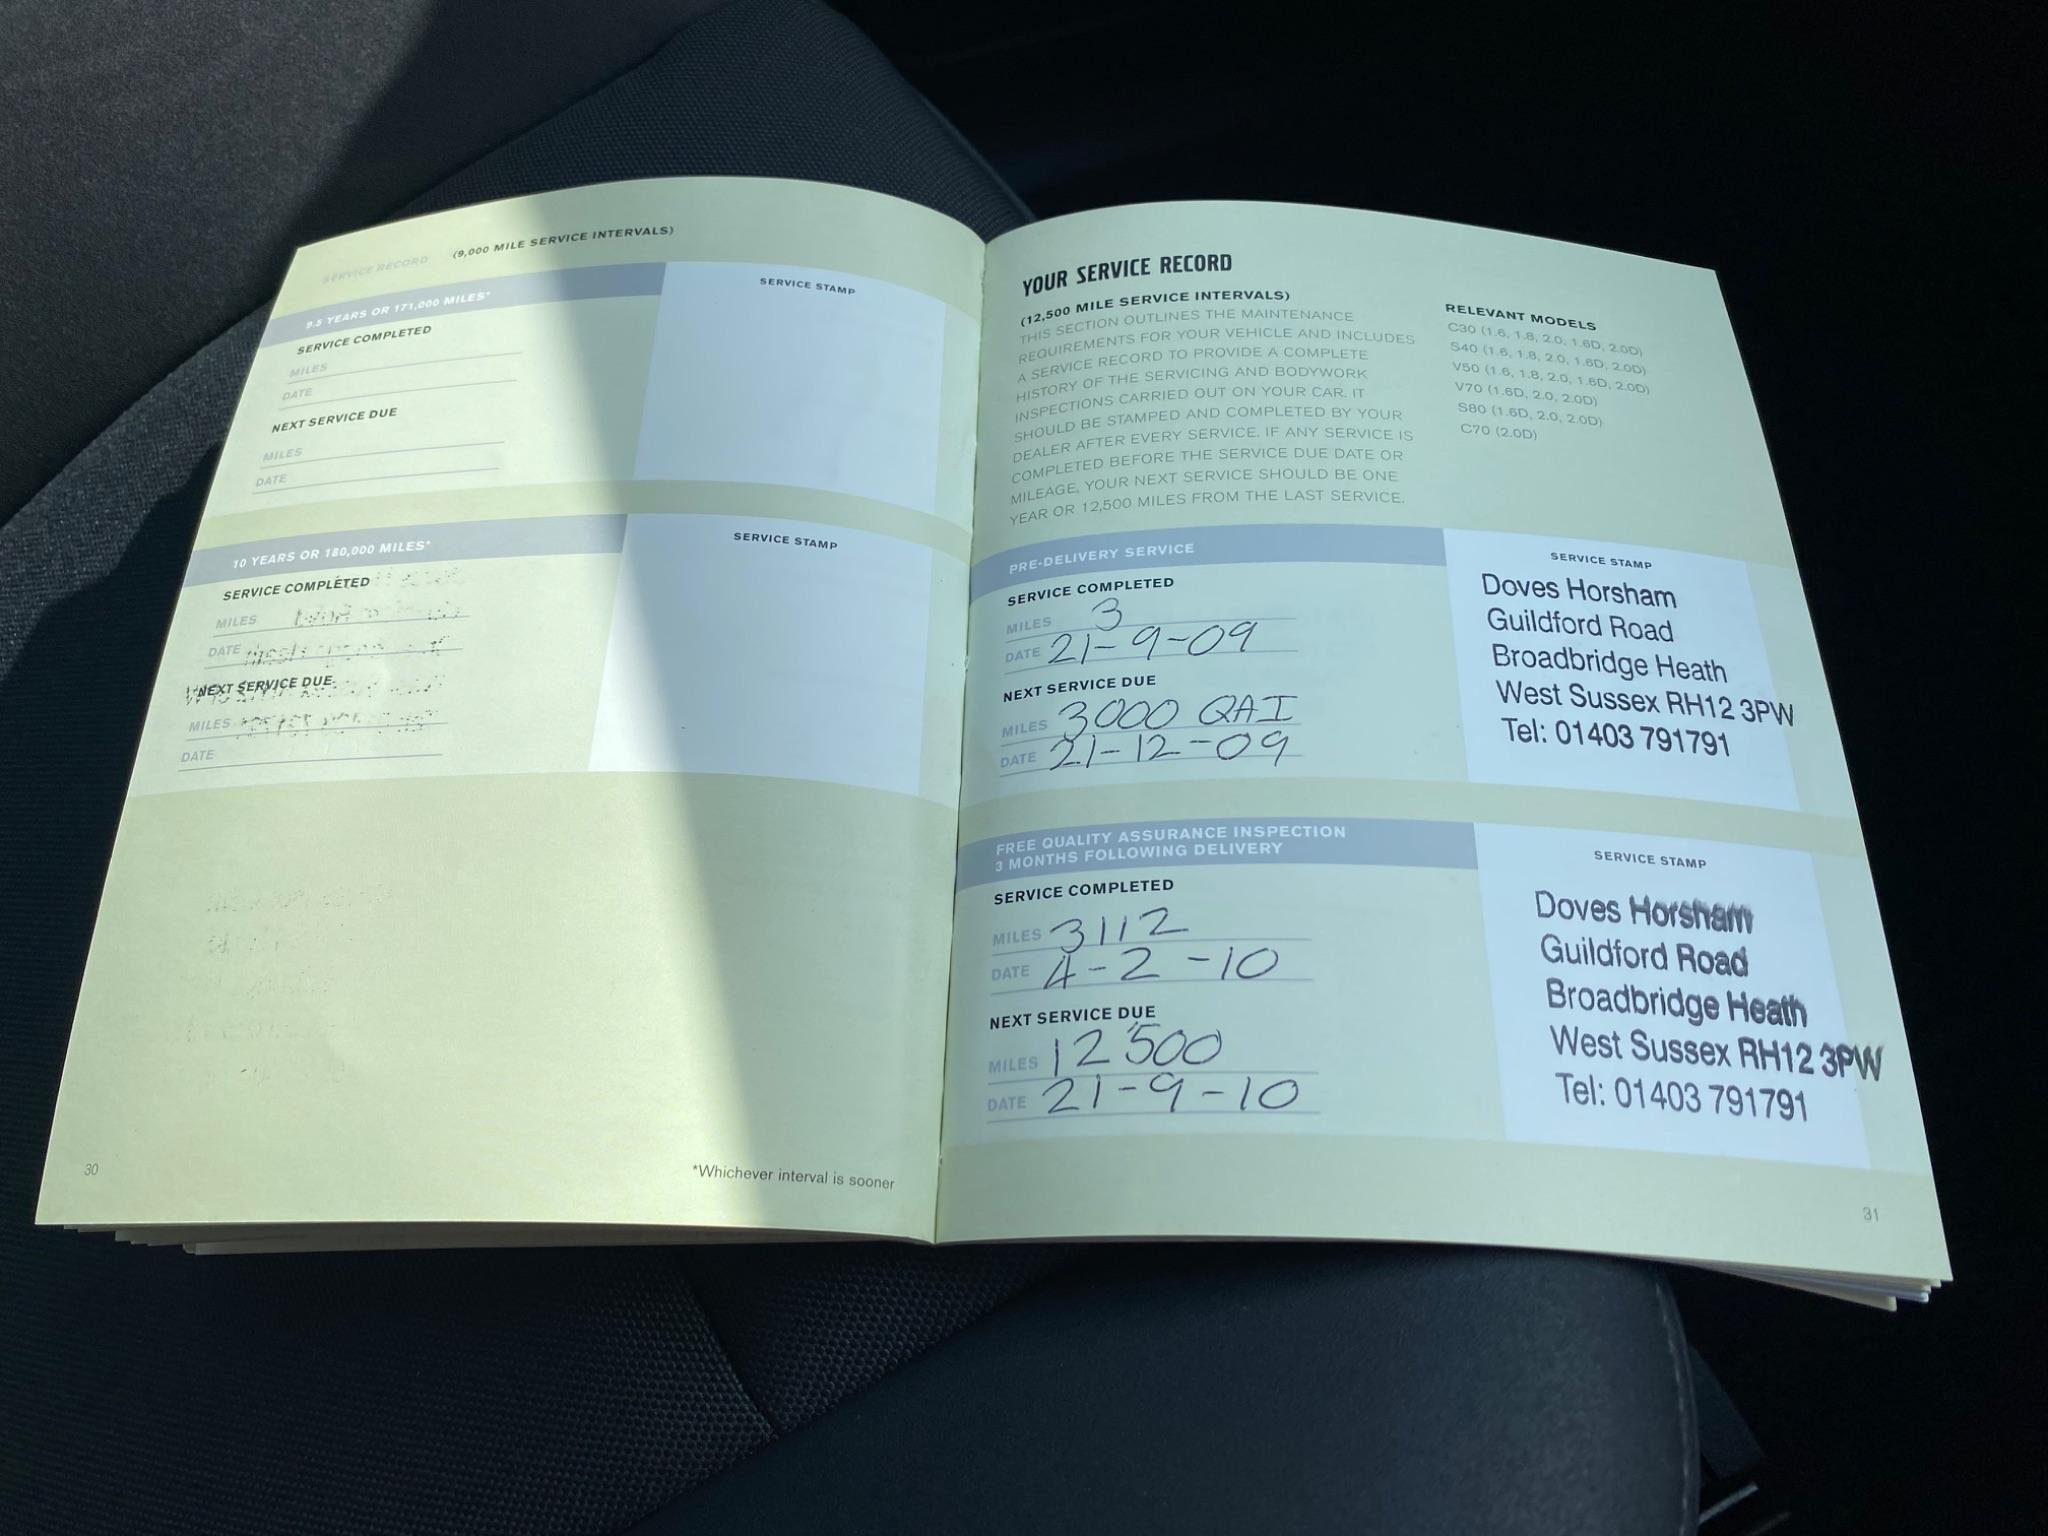 SERVICE RECORD (9,000 MILE SERVICE INTERVALS)
9.5 YEARS OR 171,000 MILES*
SERVICE COMPLETED
MILES
DATE
NEXT SERVICE DUE
MILES
DATE
SERVICE STAMP
10 YEARS OR 180,000 MILES*
SERVICE COMPLETED
MILES
DATE
NEXT SERVICE DUE
MILES
DATE
SERVICE STAMP
30
*Whichever interval is sooner
YOUR SERVICE RECORD
(12,500 MILE SERVICE INTERVALS)
THIS SECTION OUTLINES THE MAINTENANCE
REQUIREMENTS FOR YOUR VEHICLE AND INCLUDES
A SERVICE RECORD TO PROVIDE A COMPLETE
HISTORY OF THE SERVICING AND BODYWORK
INSPECTIONS CARRIED OUT ON YOUR CAR. IT
SHOULD BE STAMPED AND COMPLETED BY YOUR
DEALER AFTER EVERY SERVICE. IF ANY SERVICE IS
COMPLETED BEFORE THE SERVICE DUE DATE OR
MILEAGE, YOUR NEXT SERVICE SHOULD BE ONE
YEAR OR 12,500 MILES FROM THE LAST SERVICE.
RELEVANT MODELS
C30 (1.6, 1.8, 2.0, 1.6D, 2.0D)
S40 (1.6, 1.8, 2.0, 1.6D, 2.0D)
V50 (1.6, 1.8, 2.0, 1.6D, 2.0D)
V70 (1.6D, 2.0, 2.0D)
S80 (1.6D, 2.0, 2.0D)
C70 (2.0D)
PRE-DELIVERY SERVICE
SERVICE COMPLETED
MILES 3
DATE 21-9-09
NEXT SERVICE DUE
MILES 3000 QAI
DATE 21-12-09
SERVICE STAMP
Doves Horsham
Guildford Road
Broadbridge Heath
West Sussex RH12 3PW
Tel: 01403 791791
FREE QUALITY ASSURANCE INSPECTION
3 MONTHS FOLLOWING DELIVERY
SERVICE COMPLETED
MILES 3112
DATE 4-2-10
NEXT SERVICE DUE
MILES 12'500
DATE 21-9-10
SERVICE STAMP
Doves Horsham
Guildford Road
Broadbridge Heath
West Sussex RH12 3PW
Tel: 01403 791791
31